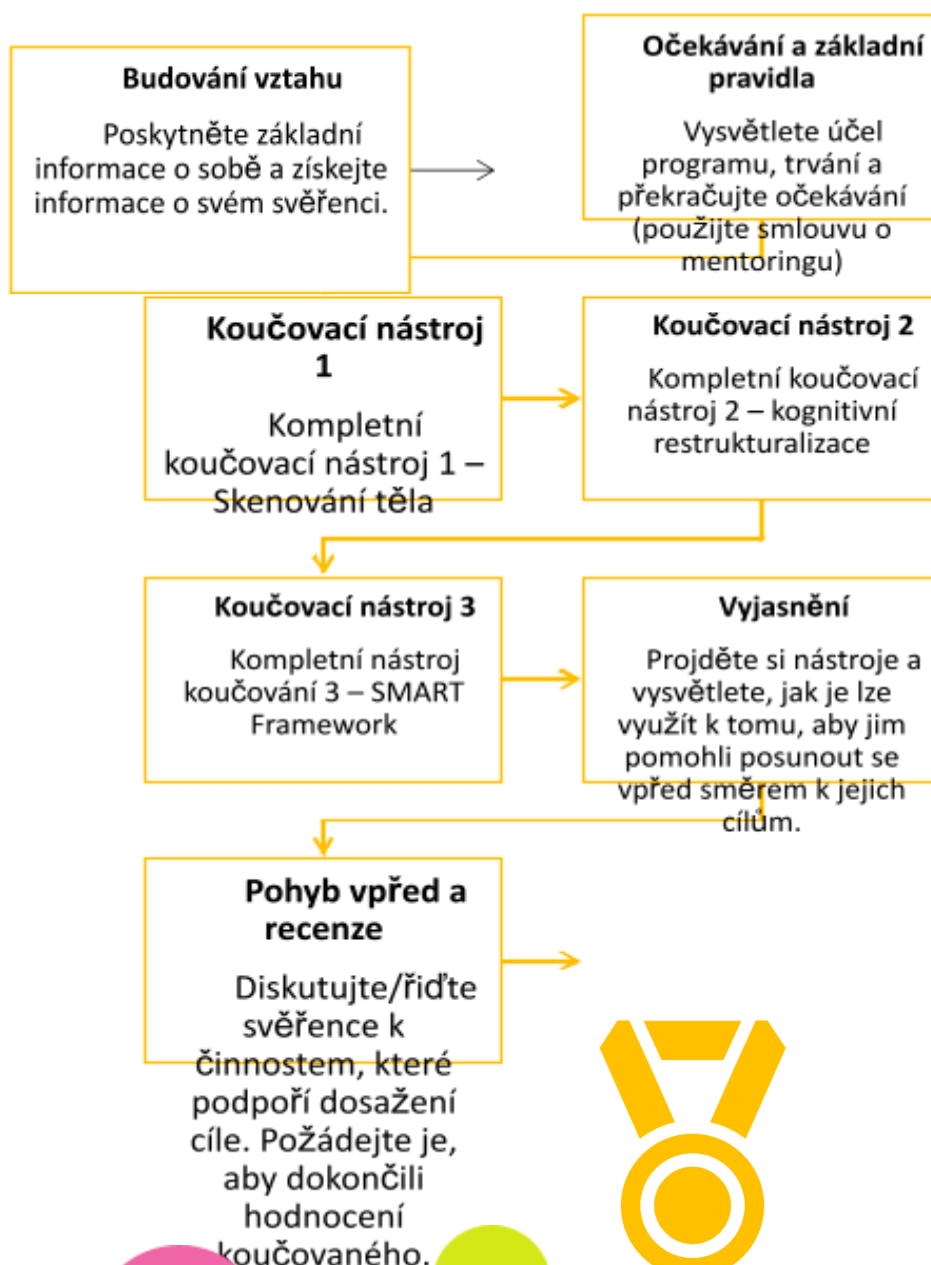 Budování vztahu
Poskytněte základní
informace o sobě a získejte
informace o svém svěřenci.
Očekávání a základní
pravidla
Vysvětlete účel
programu, trvání a
překračujte očekávání
(použijte smlouvu o
mentoringu)
Koučovací nástroj
1
Kompletní
koučovací nástroj 1 –
Skenování těla
Koučovací nástroj 2
Kompletní koučovací
nástroj 2 – kognitivní
restrukturalizace
Koučovací nástroj 3
Kompletní nástroj
koučování 3 – SMART
Framework
Vyjasnění
Projděte si nástroje a
vysvětlete, jak je lze
využít k tomu, aby jim
pomohli posunout se
vpřed směrem k jejich
cílům.
Pohyb vpřed a
recenze
Diskutujte/řiďte
svěřence k
činnostem, které
podpoří dosažení
cíle. Požádejte je,
aby dokončili
hodnocení
koučovaného.